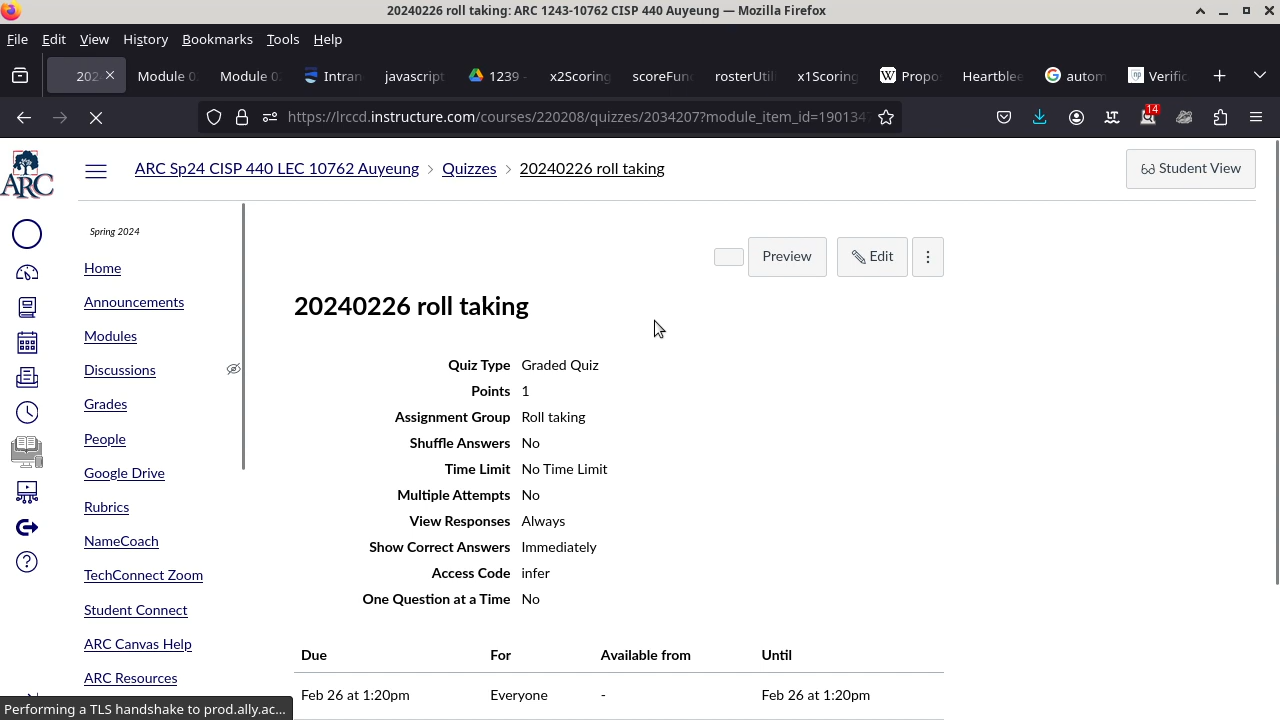 20240226 roll taking: ARC 1243-10762 CISP 440 Auyeung — Mozilla Firefox
File Edit View History Bookmarks Tools Help
202 Module 0 Module 02 Intran javascript 1239 - x2Scoring scoreFun rosterUtil x1Scoring Propo Heartblee autom Verific
https://lrccd.instructure.com/courses/220208/quizzes/2034207?module_item_id=190134
14
ARC
ARC Sp24 CISP 440 LEC 10762 Auyeung > Quizzes > 20240226 roll taking
Student View
Spring 2024
Home
Announcements
Modules
Discussions
Grades
People
Google Drive
Rubrics
NameCoach
TechConnect Zoom
Student Connect
ARC Canvas Help
ARC Resources
Preview Edit
20240226 roll taking
Quiz Type Graded Quiz
Points 1
Assignment Group Roll taking
Shuffle Answers No
Time Limit No Time Limit
Multiple Attempts No
View Responses Always
Show Correct Answers Immediately
Access Code infer
One Question at a Time No
Due For Available from Until
Feb 26 at 1:20pm Everyone - Feb 26 at 1:20pm
Performing a TLS handshake to prod.ally.ac...